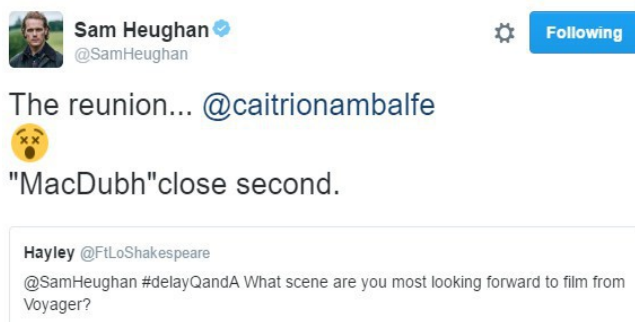 Sam Heughan
@SamHeughan
Following
The reunion... @caitrionambalfe
😵
"MacDubh"close second.
Hayley @FtLoShakespeare
@SamHeughan #delayQandA What scene are you most looking forward to film from
Voyager?